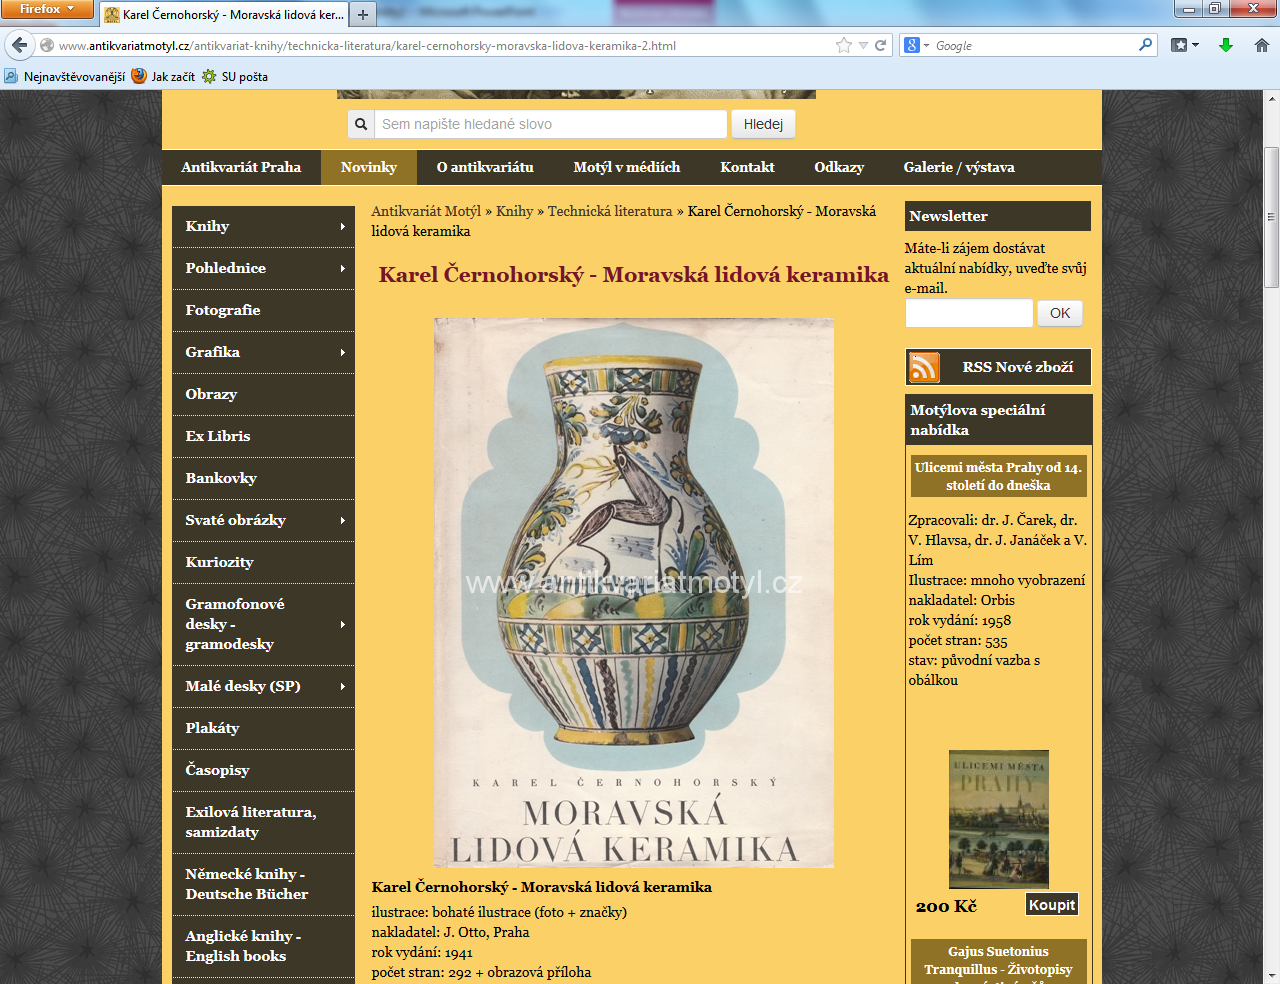 Firefox
Karel Černohorský - Moravská lidová ker...
www.antikvariatmotyl.cz/antikvariat-knihy/technicka-literatura/karel-cernohorsky-moravska-lidova-keramika-2.html
Google
Nejnavštěvovanější
Jak začít
SU pošta
Sem napište hledané slovo
Hledej
Antikvariát Praha
Novinky
O antikvariátu
Motýl v médiích
Kontakt
Odkazy
Galerie / výstava
Knihy
Pohlednice
Fotografie
Grafika
Obrazy
Ex Libris
Bankovky
Svaté obrázky
Kuriozity
Gramofonové
desky -
gramodesky
Malé desky (SP)
Plakáty
Časopisy
Exilová literatura,
samizdaty
Německé knihy -
Deutsche Bücher
Anglické knihy -
English books
Antikvariát Motýl » Knihy » Technická literatura » Karel Černohorský - Moravská
lidová keramika
Karel Černohorský - Moravská lidová keramika
www.antikvariatmotyl.cz
KAREL ČERNOHORSKÝ
MORAVSKÁ
LIDOVÁ KERAMIKA
Karel Černohorský - Moravská lidová keramika
ilustrace: bohaté ilustrace (foto + značky)
nakladatel: J. Otto, Praha
rok vydání: 1941
počet stran: 292 + obrazová příloha
Newsletter
Máte-li zájem dostávat
aktuální nabídky, uveďte svůj
e-mail.
OK
RSS Nové zboží
Motýlova speciální
nabídka
Ulicemi města Prahy od 14.
století do dneška
Zpracovali: dr. J. Čarek, dr.
V. Hlavsa, dr. J. Janáček a V.
Lím
Ilustrace: mnoho vyobrazení
nakladatel: Orbis
rok vydání: 1958
počet stran: 535
stav: původní vazba s
obálkou
ULICEMI MĚSTA
PRAHY
200 Kč
Koupit
Gajus Suetonius
Tranquillus - Životopisy